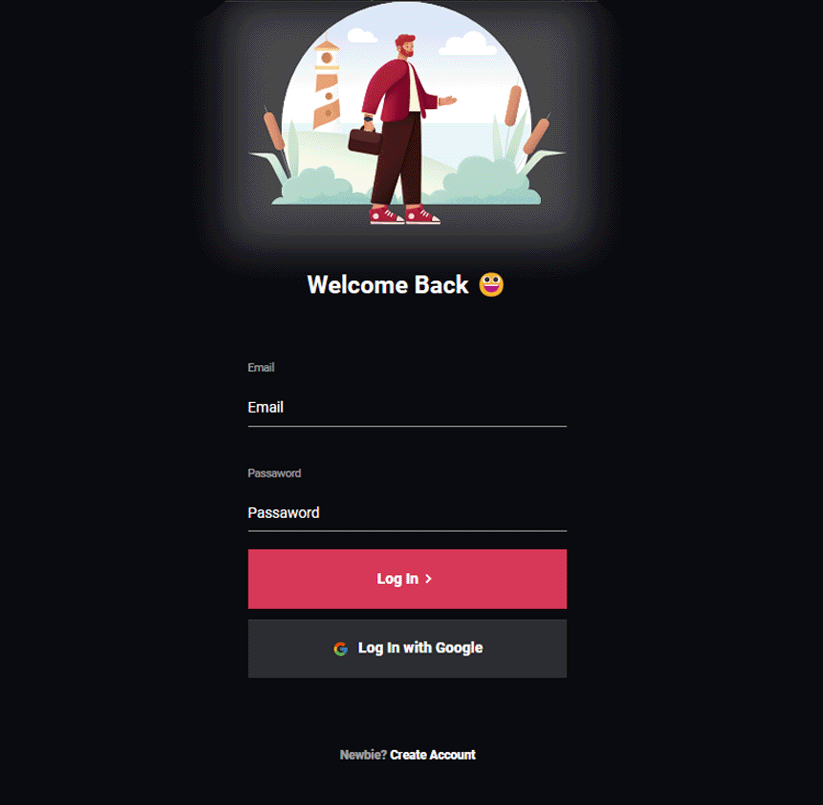 Welcome Back 😀
Email
Email
Passaword
Passaword
Log In >
Log In with Google
Newbie? Create Account